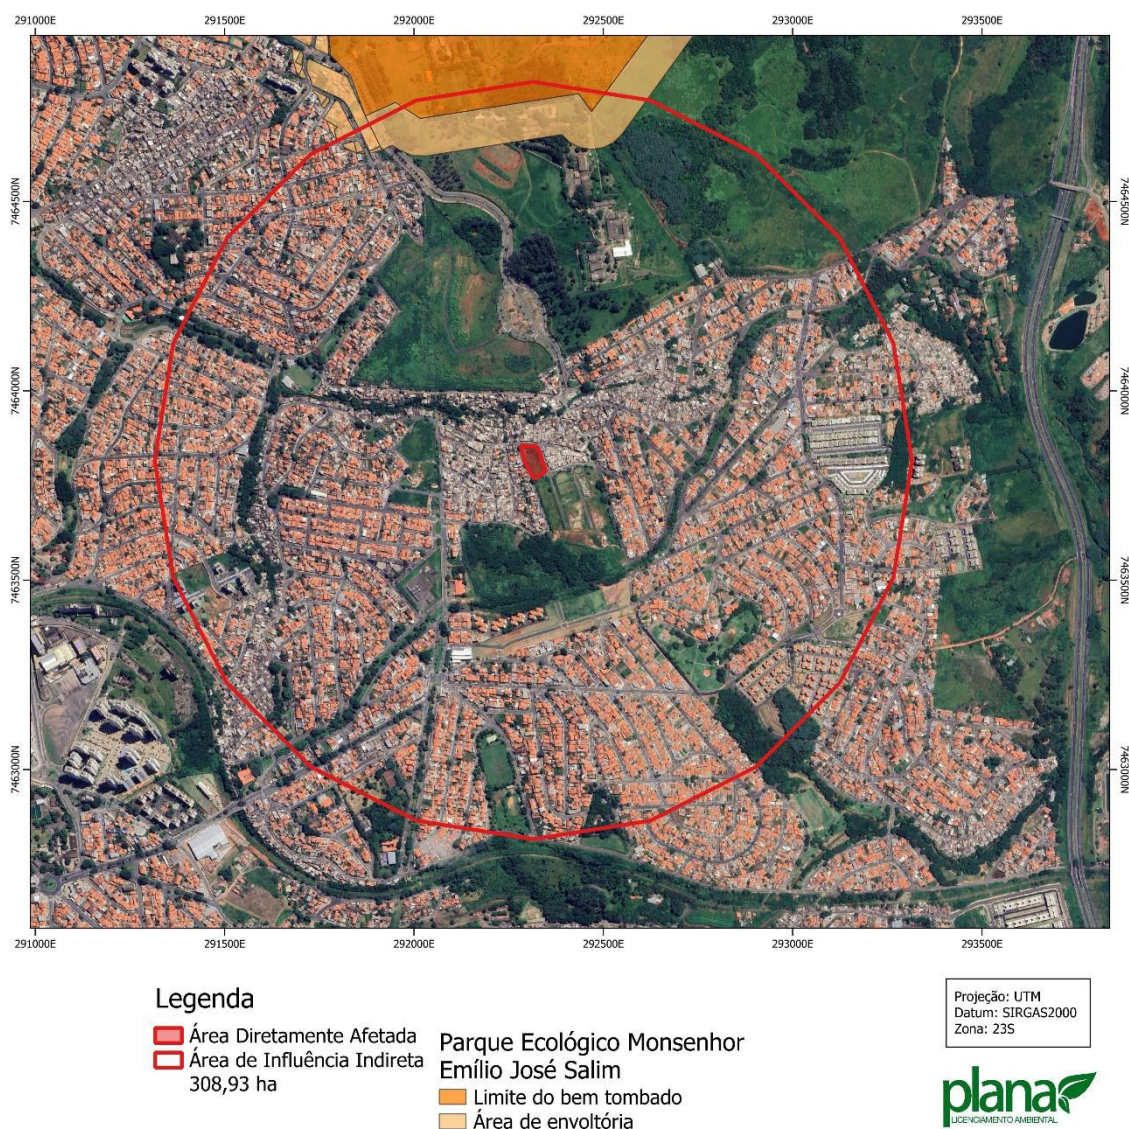 291000E 291500E 292000E 292500E 293000E 293500E
7464500N 7464500N
7464000N 7464000N
7463500N 7463500N
7463000N 7463000N
291000E 291500E 292000E 292500E 293000E 293500E
Legenda
Área Diretamente Afetada
Área de Influência Indireta
308,93 ha
Parque Ecológico Monsenhor
Emílio José Salim
Limite do bem tombado
Área de envoltória
Projeção: UTM
Datum: SIRGAS2000
Zona: 23S
plana
LICENCIAMENTO AMBIENTAL